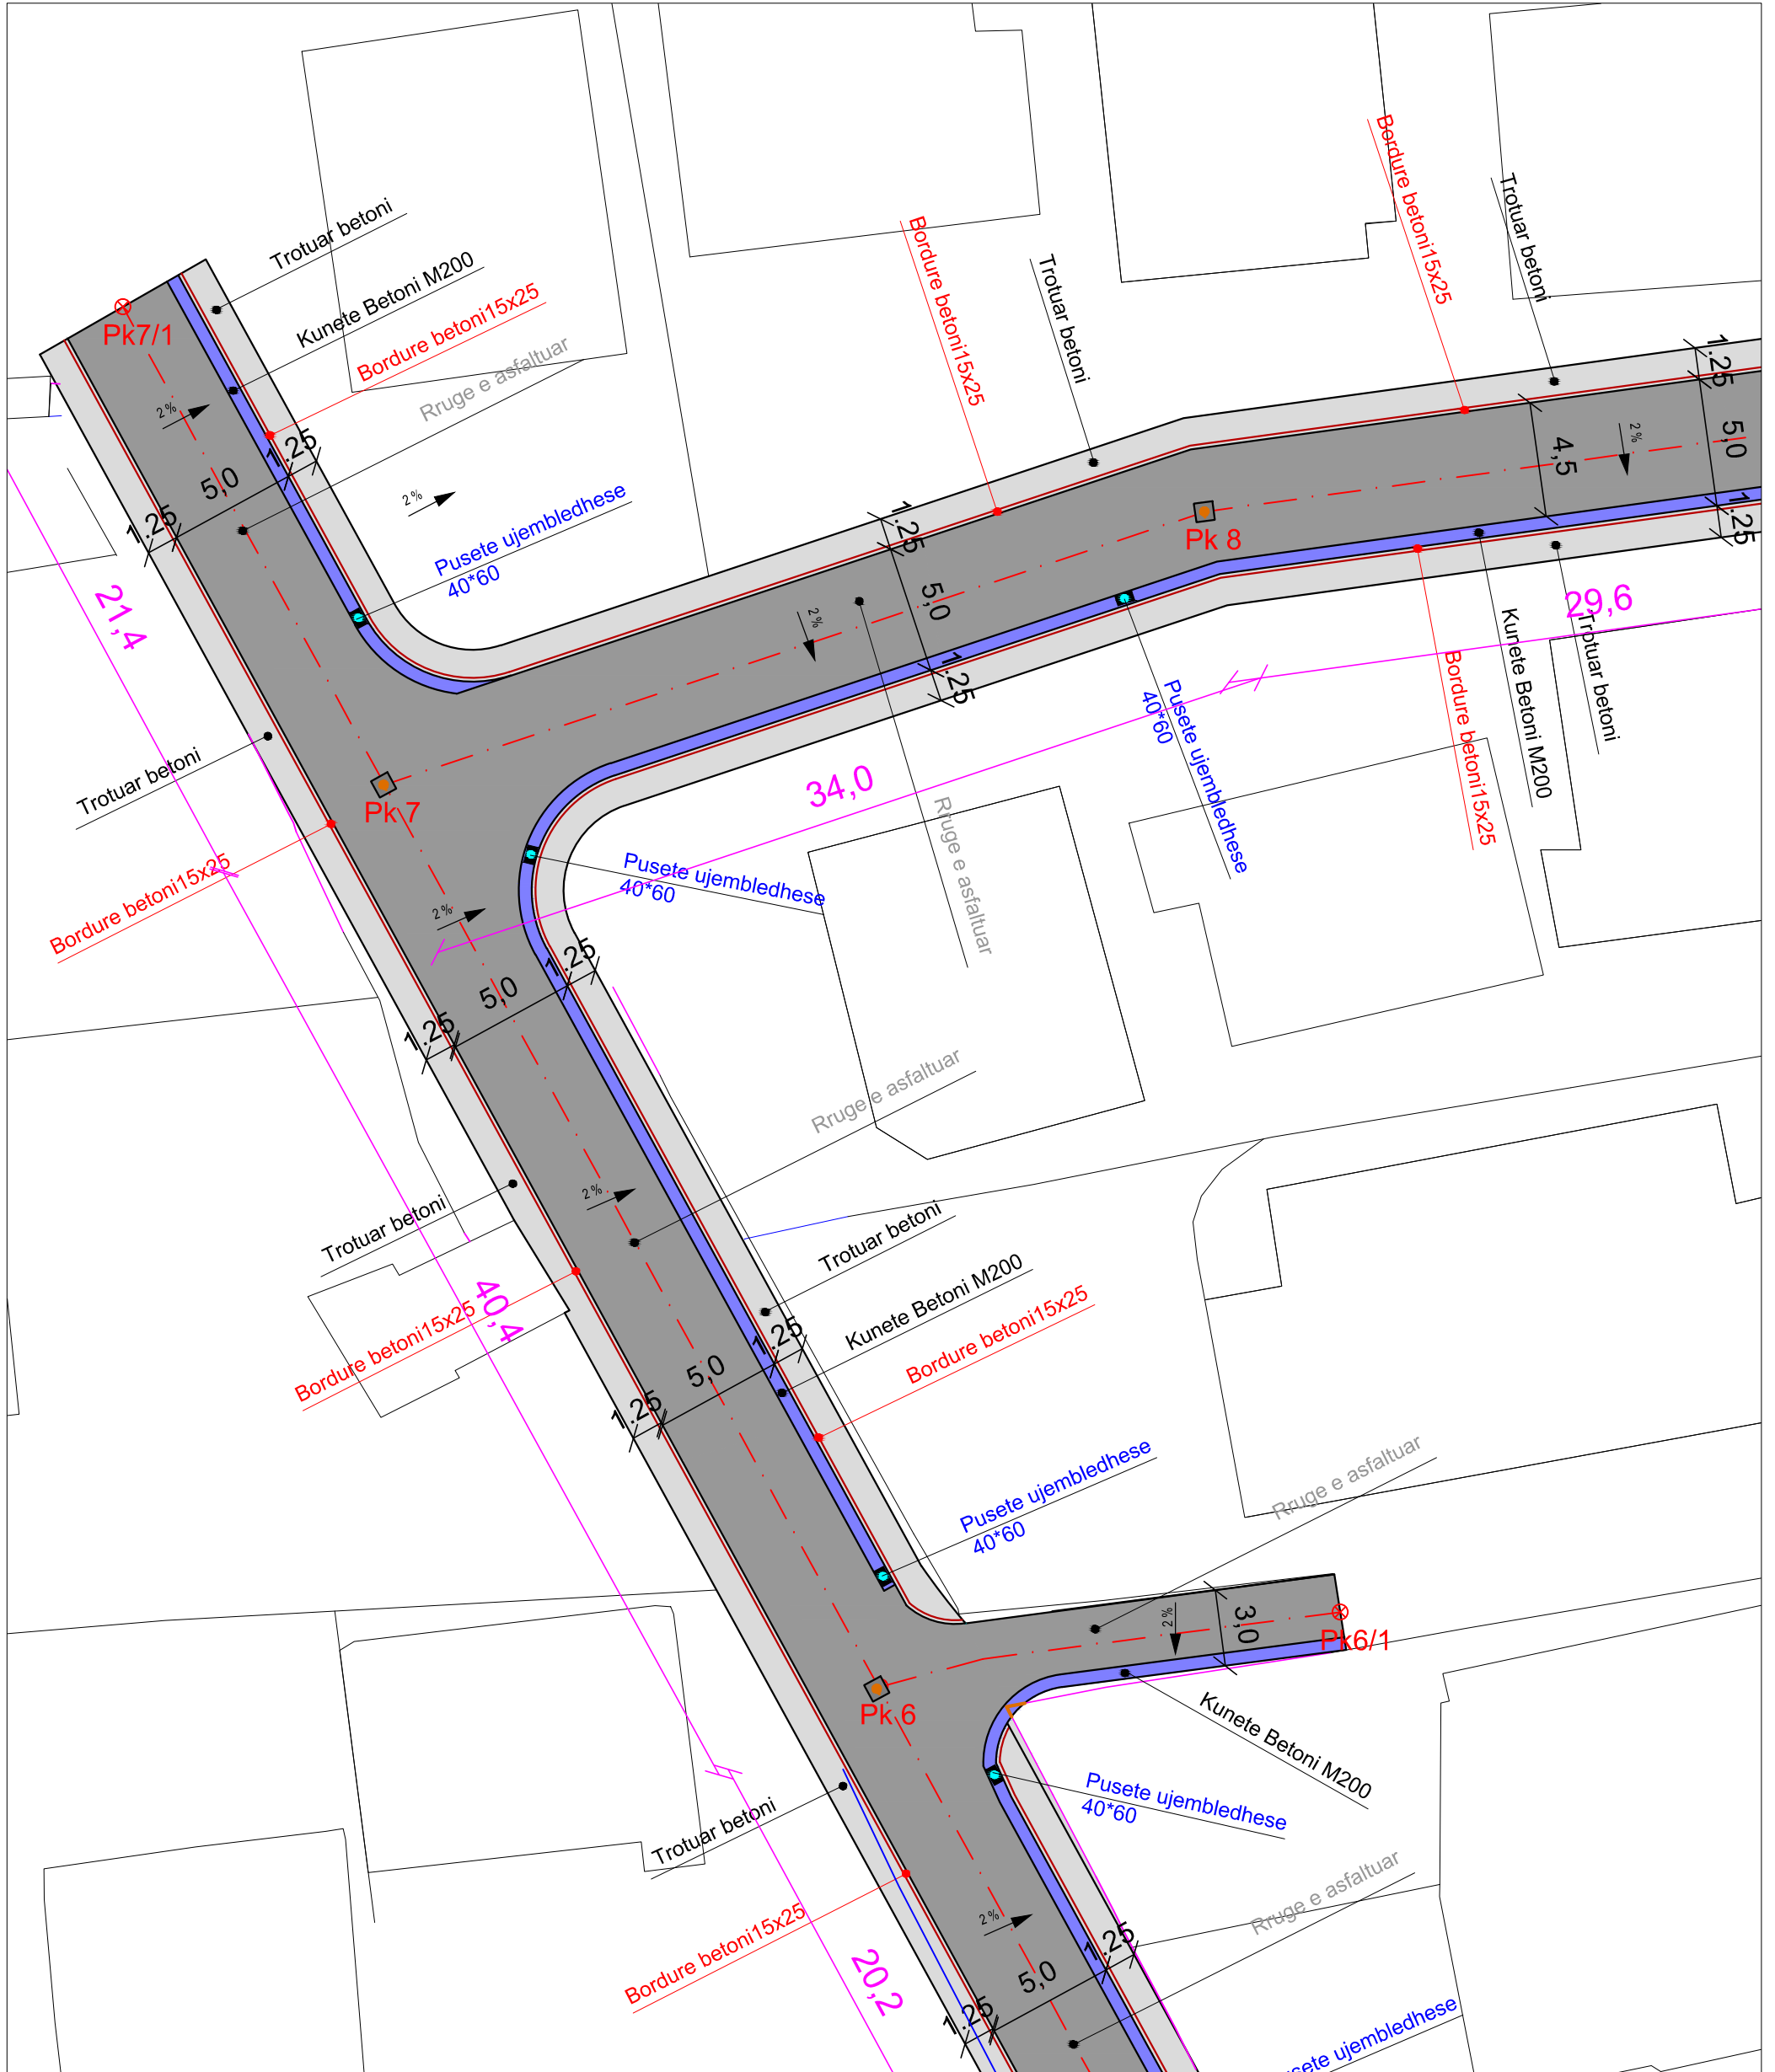 Bordure betoni15x25
Trotuar betoni
Trotuar betoni
Kunete Betoni M200
Bordure betoni15x25
Rruge e asfaltuar
Bordure betoni15x25
Trotuar betoni
Pk7/1
2%
1.25
5,0
1.25
2%
Pusete ujembledhese
40*60
1.25
5,0
1.25
Pk 8
4,5
2%
1.25
5,0
1.25
21,4
2%
29,6
Kunete Betoni M200
Trotuar betoni
Bordure betoni15x25
Pusete ujembledhese
40*60
Trotuar betoni
Pk 7
34,0
Bordure betoni15x25
Pusete ujembledhese
40*60
Rruge e asfaltuar
2%
1.25
5,0
1.25
Rruge e asfaltuar
2%
Trotuar betoni
Trotuar betoni
Kunete Betoni M200
40,4
Bordure betoni15x25
Bordure betoni15x25
1.25
5,0
1.25
Pusete ujembledhese
40*60
Rruge e asfaltuar
2%
3,0
Pk6/1
Pk 6
Kunete Betoni M200
Pusete ujembledhese
40*60
Trotuar betoni
Bordure betoni15x25
Rruge e asfaltuar
2%
20,2
1.25
5,0
1.25
sete ujembledhese